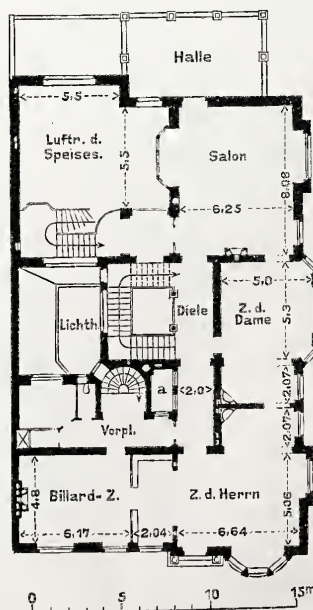 Halle
5,5
Luftr. d.
Speises.
5,5
Salon
8,08
6,25
5,0
Lichth.
Diele
Z. d.
Dame
5,3
a
2,0
2,07
Vorpl.
2,07
4,8
Billard-Z.
Z. d. Herrn
5,06
6,17
2,04
6,64
0
5
10
15m